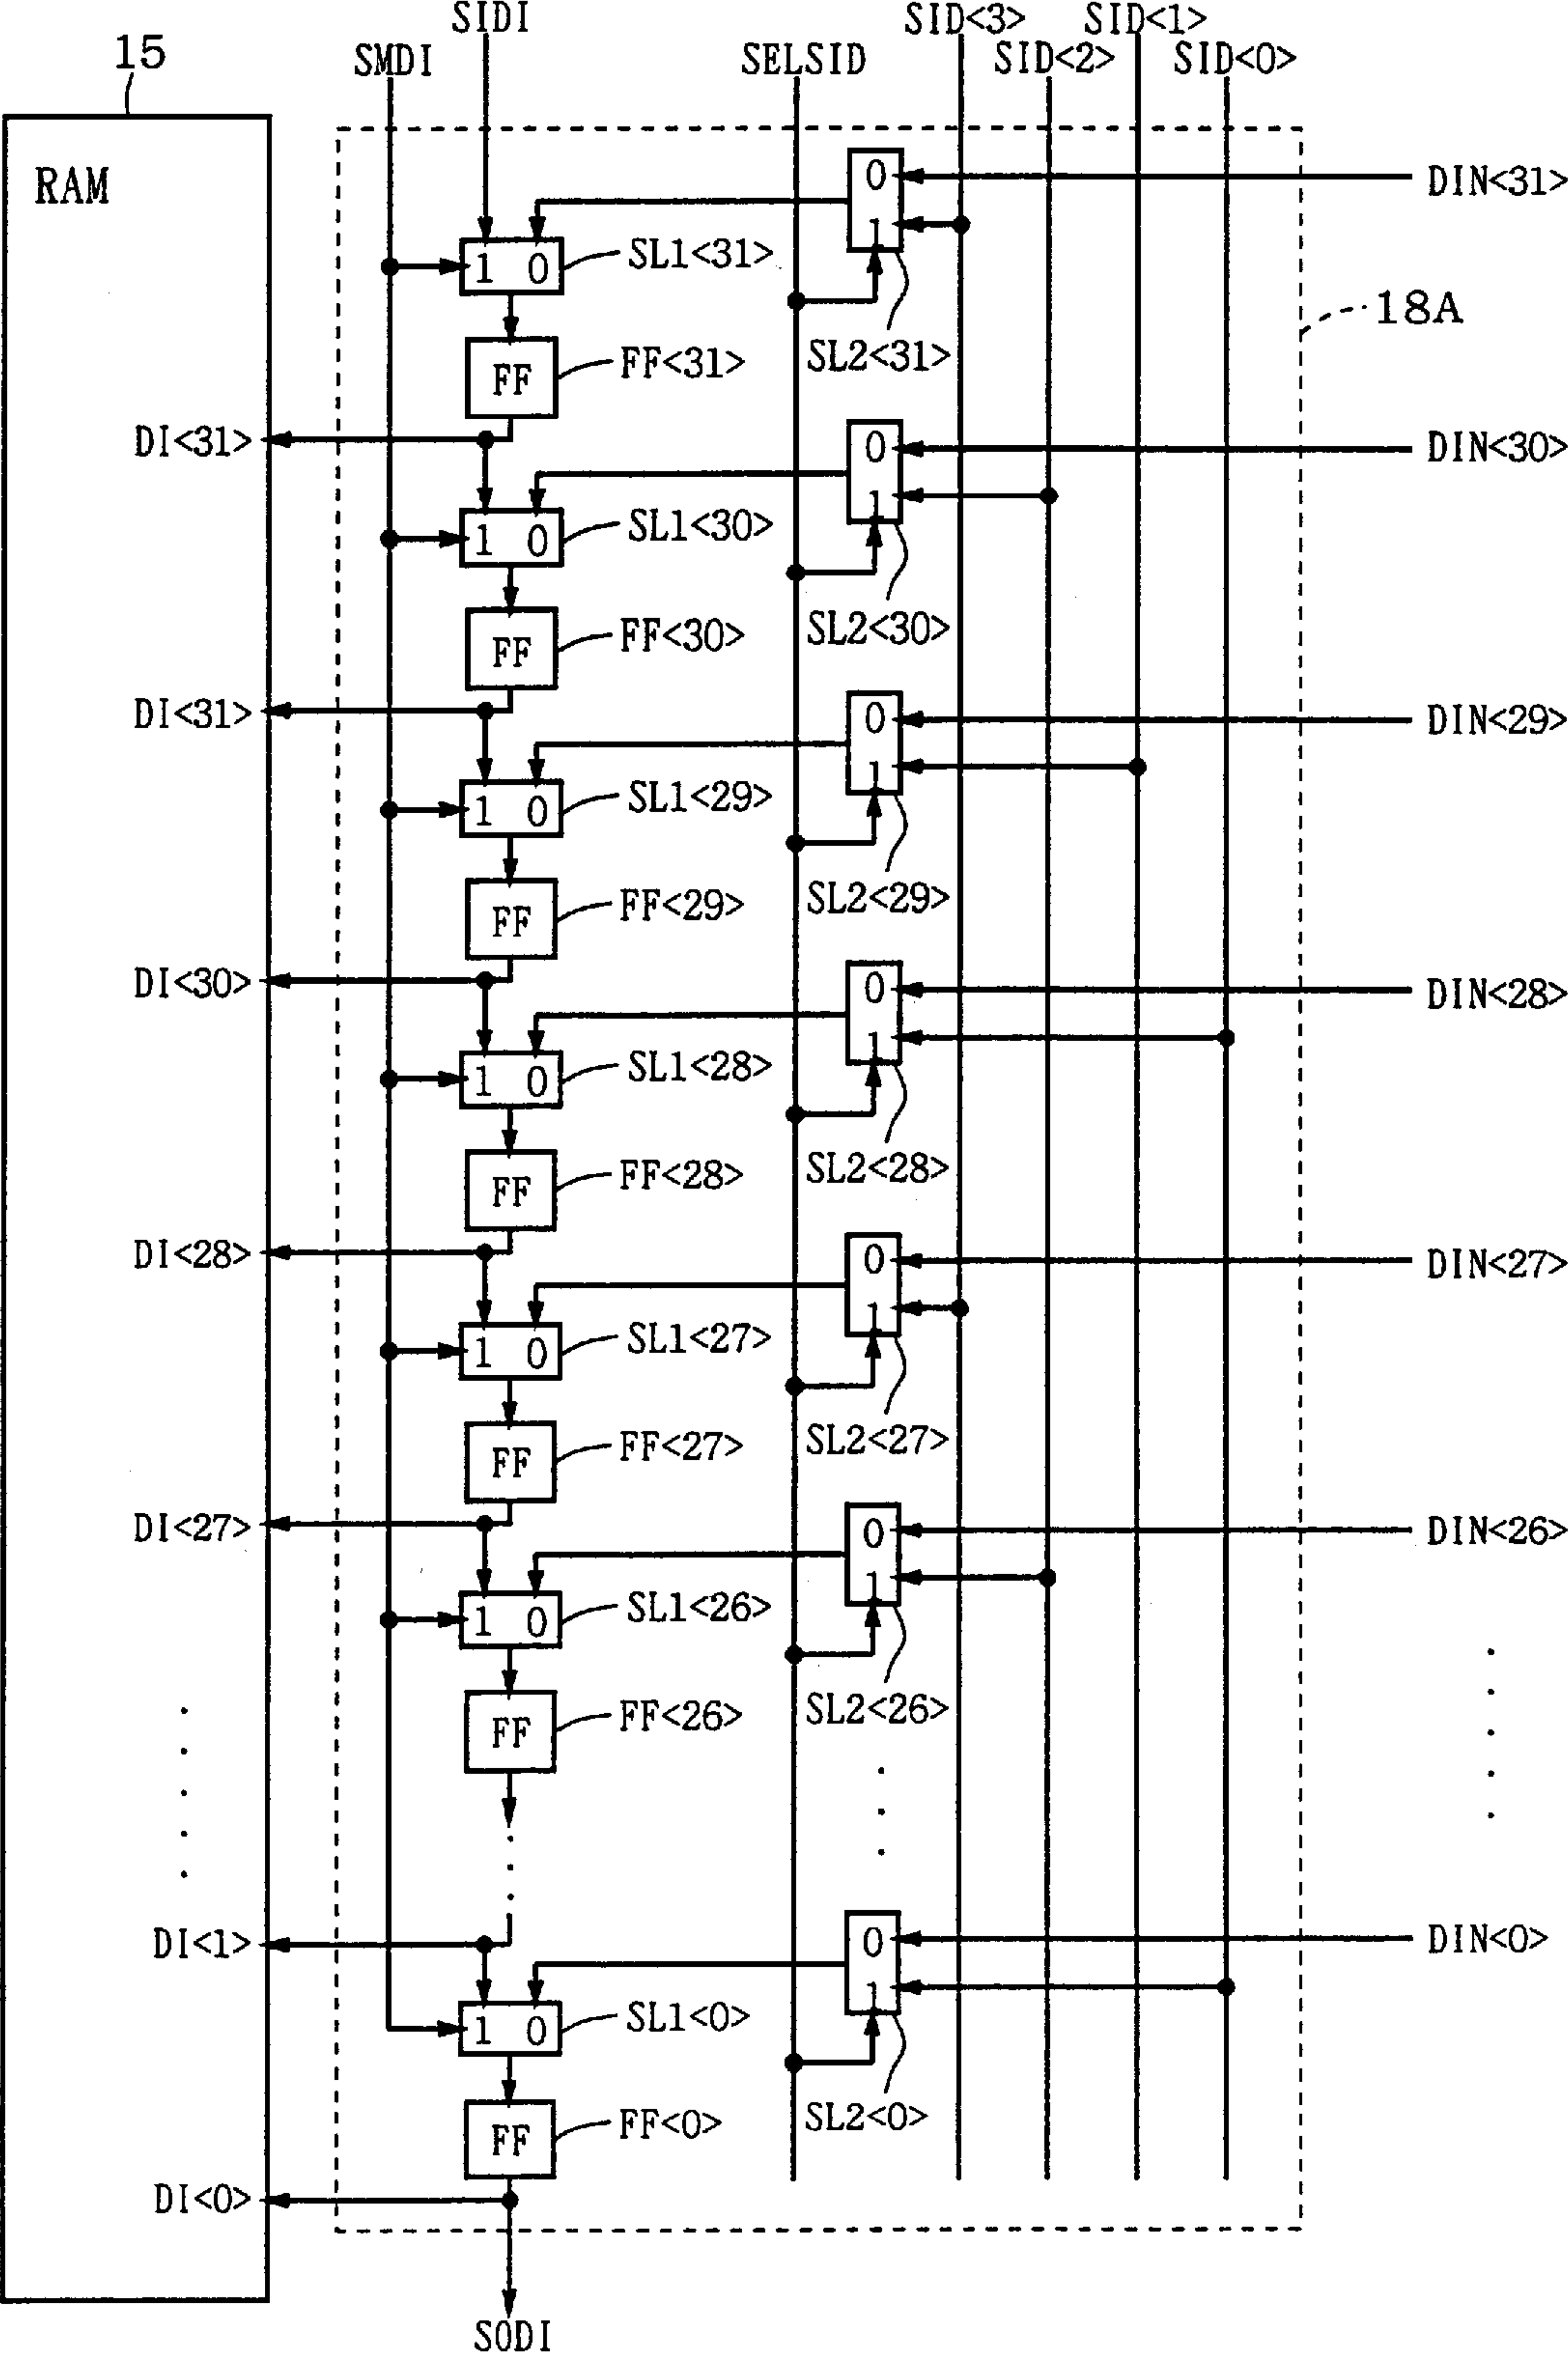 SIDI
SID<3> SID<1>
15 SMDI SELSID SID<2> SID<0>
RAM
0 DIN<31>
1
1 0 SL1<31>
18A
SL2<31>
FF FF<31>
DI<31>
0 DIN<30>
1
1 0 SL1<30>
SL2<30>
FF FF<30>
DI<31>
0 DIN<29>
1
1 0 SL1<29>
SL2<29>
FF FF<29>
DI<30>
0 DIN<28>
1
1 0 SL1<28>
SL2<28>
FF FF<28>
DI<28>
0 DIN<27>
1
1 0 SL1<27>
SL2<27>
FF FF<27>
DI<27>
0 DIN<26>
1
1 0 SL1<26>
SL2<26>
FF FF<26>
DI<1>
0 DIN<0>
1
1 0 SL1<0>
SL2<0>
FF FF<0>
DI<0>
SODI